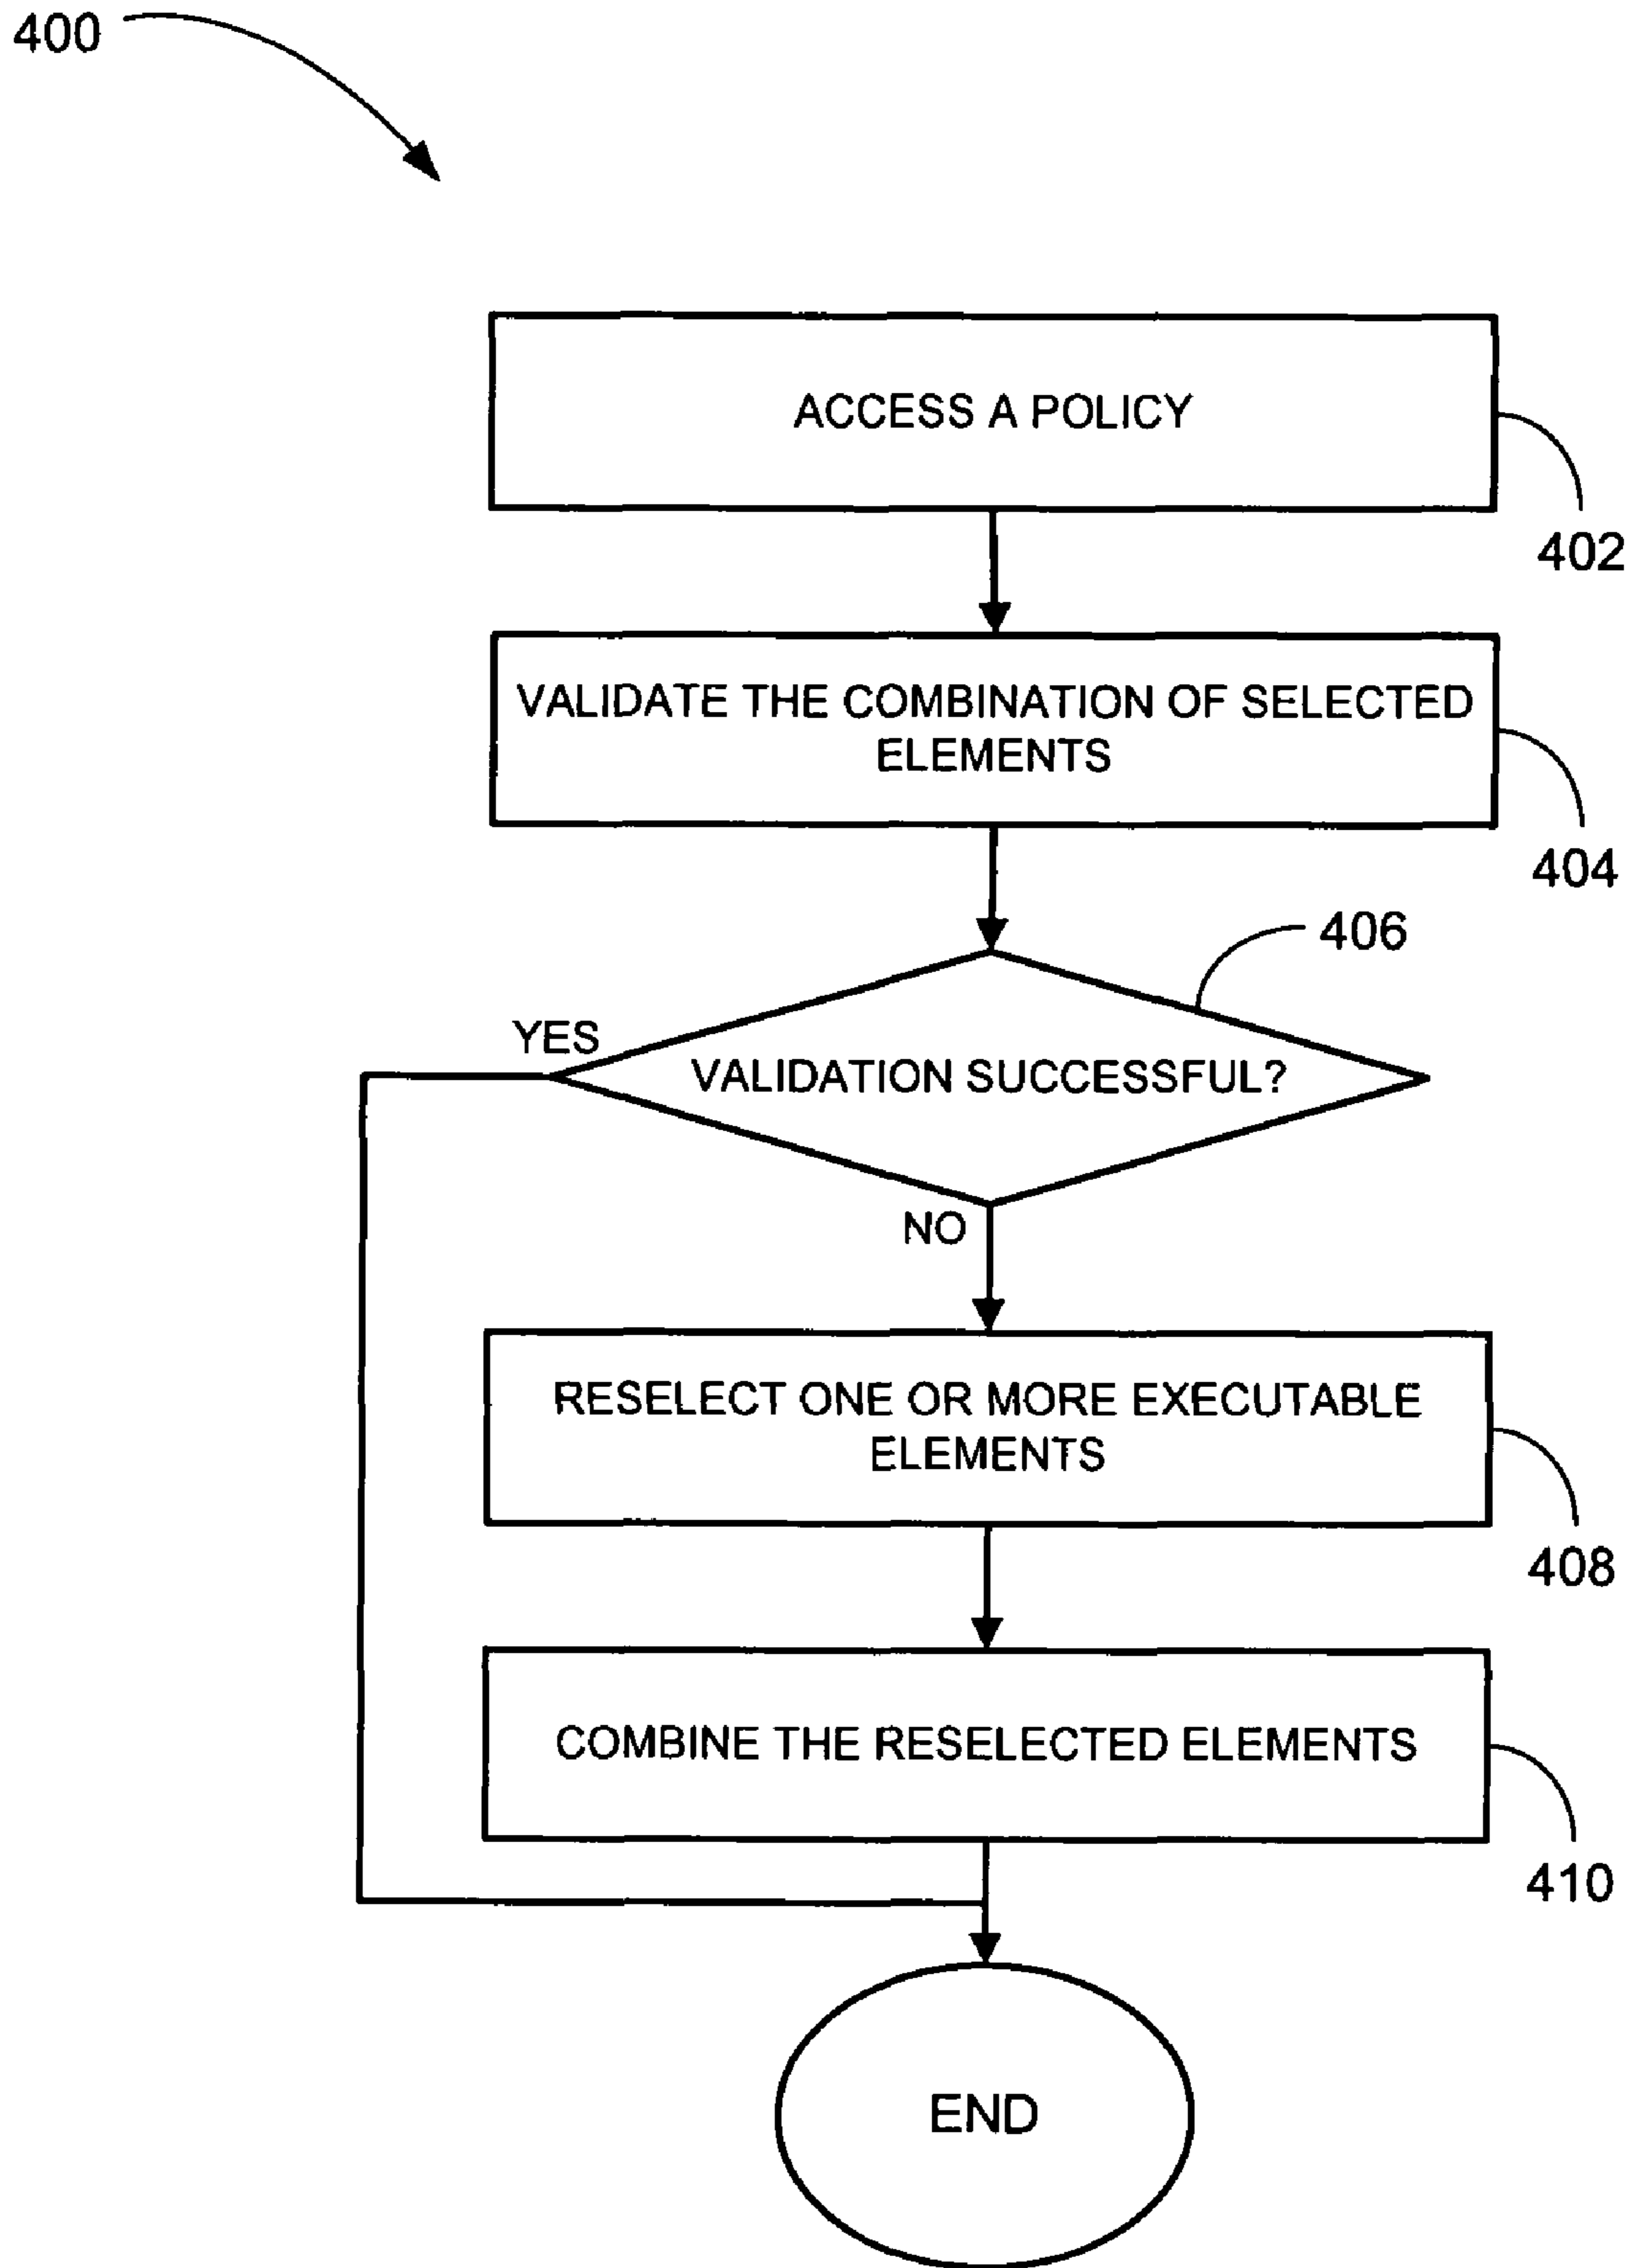 400
ACCESS A POLICY
402
VALIDATE THE COMBINATION OF SELECTED
ELEMENTS
404
406
YES
VALIDATION SUCCESSFUL?
NO
RESELECT ONE OR MORE EXECUTABLE
ELEMENTS
408
COMBINE THE RESELECTED ELEMENTS
410
END